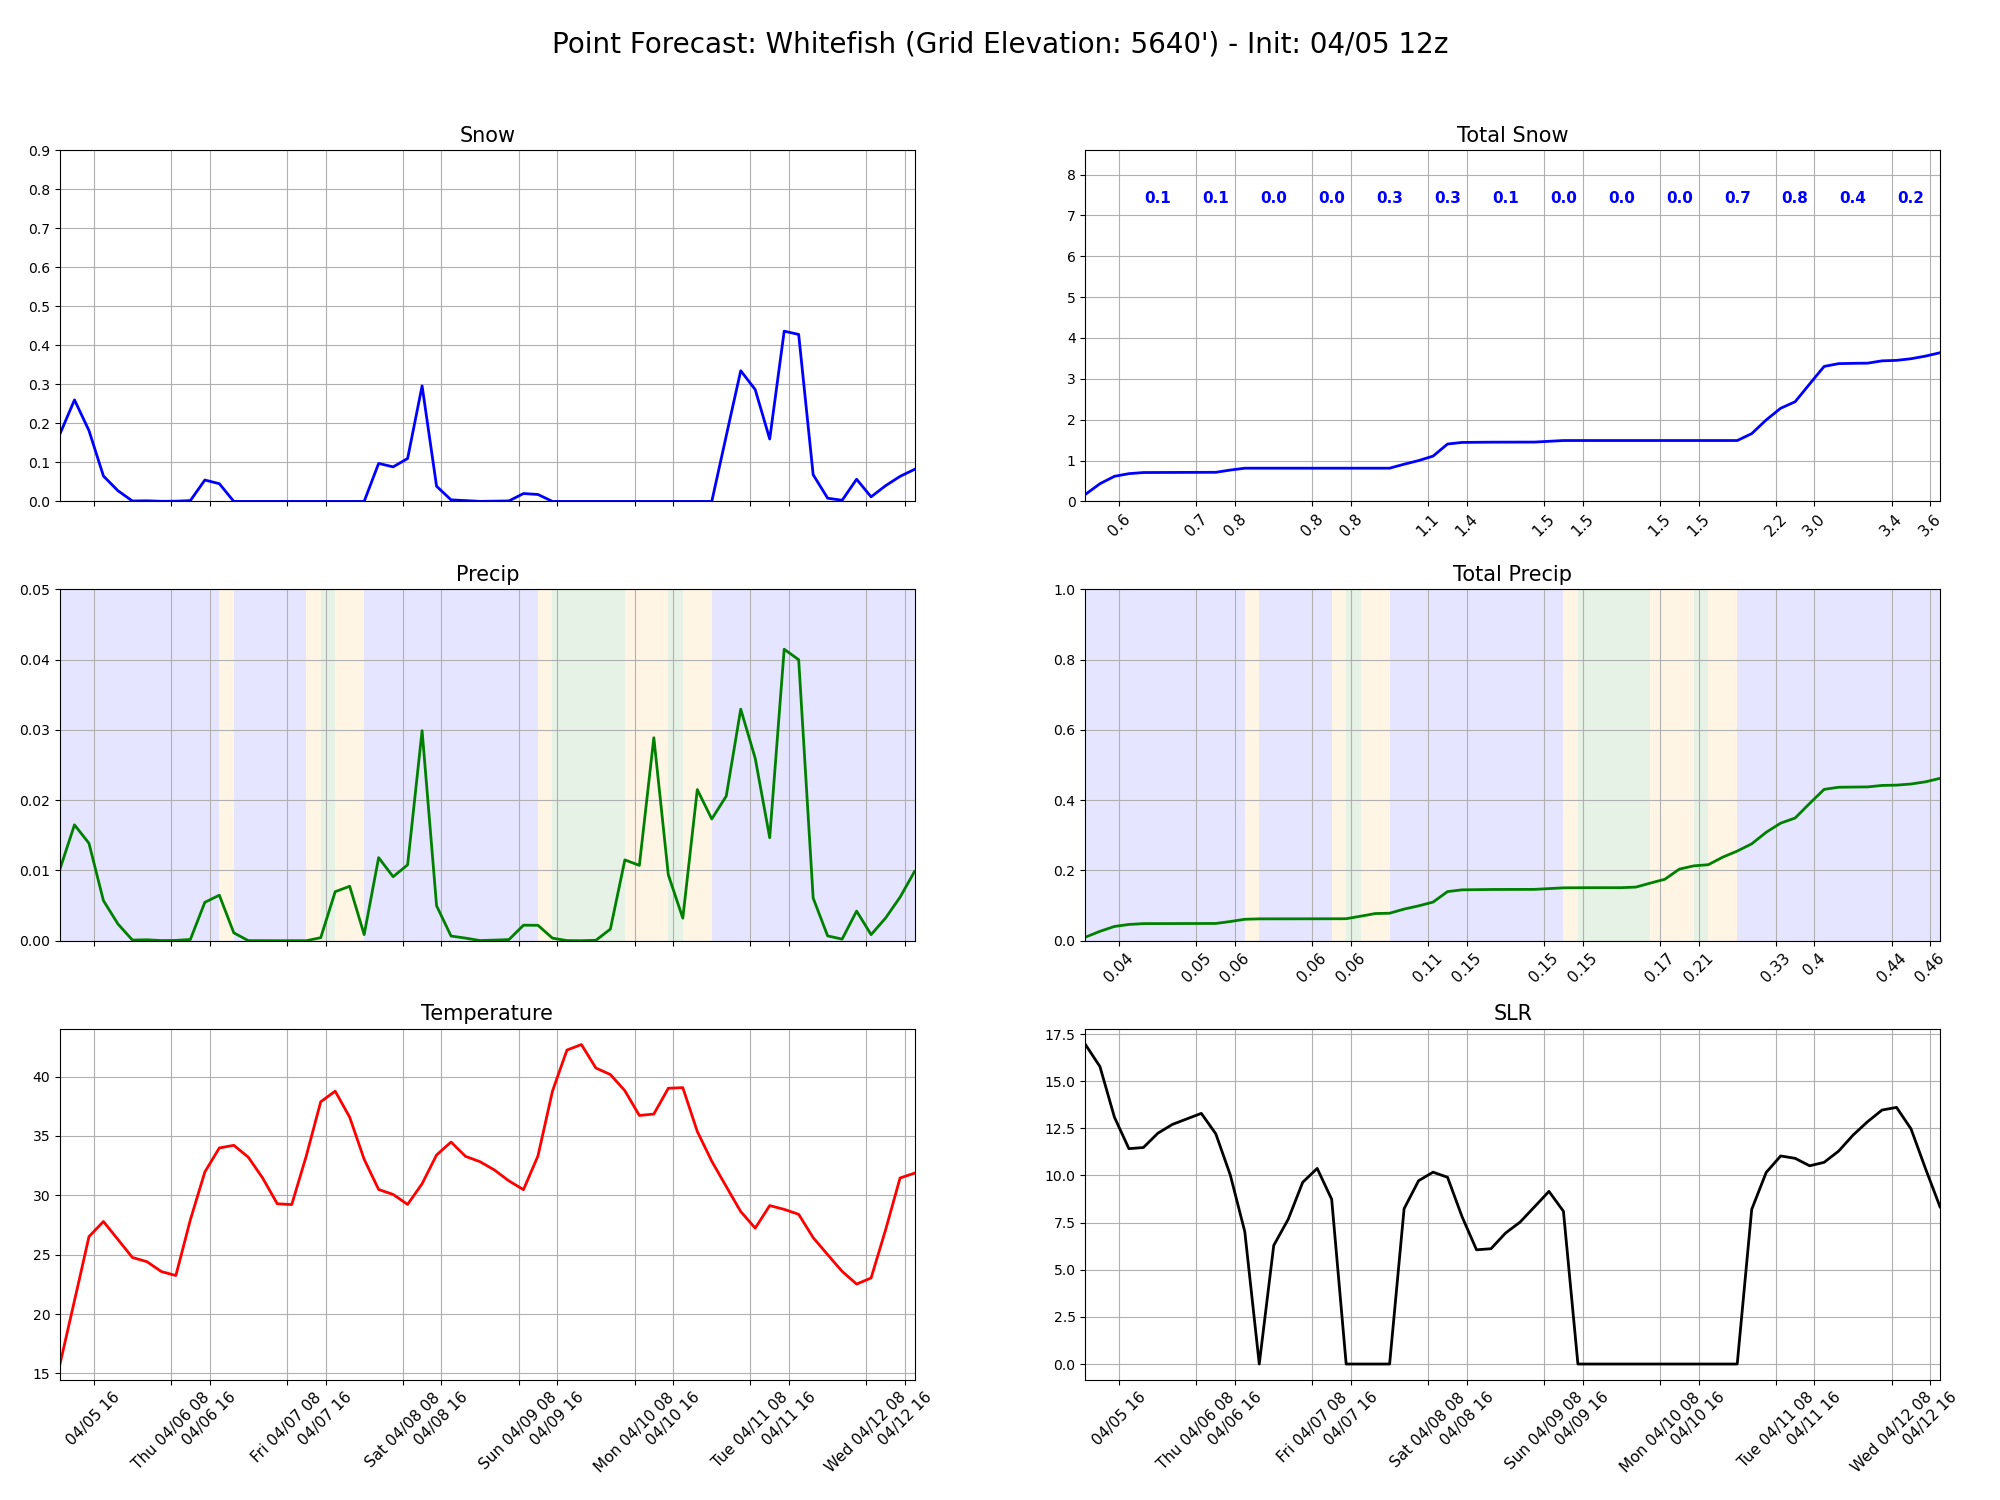 Point Forecast: Whitefish (Grid Elevation: 5640') - Init: 04/05 12z
Snow
0.9
0.8
0.7
0.6
0.5
0.4
0.3
0.2
0.1
0.0
Total Snow
8
7
6
5
4
3
2
1
0
0.1 0.1 0.0 0.0 0.3 0.3 0.1 0.0 0.0 0.0 0.7 0.8 0.4 0.2
0.6 0.7 0.8 0.8 0.8 1.1 1.4 1.5 1.5 1.5 1.5 2.2 3.0 3.4 3.6
Precip
0.05
0.04
0.03
0.02
0.01
0.00
Total Precip
1.0
0.8
0.6
0.4
0.2
0.0
0.04 0.05 0.06 0.06 0.06 0.11 0.15 0.15 0.15 0.17 0.21 0.33 0.4 0.44 0.46
Temperature
40
35
30
25
20
15
04/05 16
Thu 04/06 08
04/06 16
Fri 04/07 08
04/07 16
Sat 04/08 08
04/08 16
Sun 04/09 08
04/09 16
Mon 04/10 08
04/10 16
Tue 04/11 08
04/11 16
Wed 04/12 08
04/12 16
SLR
17.5
15.0
12.5
10.0
7.5
5.0
2.5
0.0
04/05 16
Thu 04/06 08
04/06 16
Fri 04/07 08
04/07 16
Sat 04/08 08
04/08 16
Sun 04/09 08
04/09 16
Mon 04/10 08
04/10 16
Tue 04/11 08
04/11 16
Wed 04/12 08
04/12 16